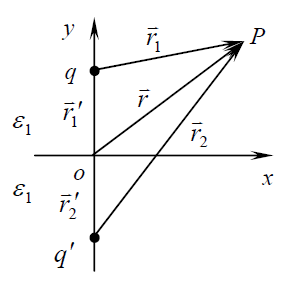 y
P
r⃗₁
q
r⃗₁′
r⃗
ε₁
r⃗₂
o
x
ε₁
r⃗₂′
q′